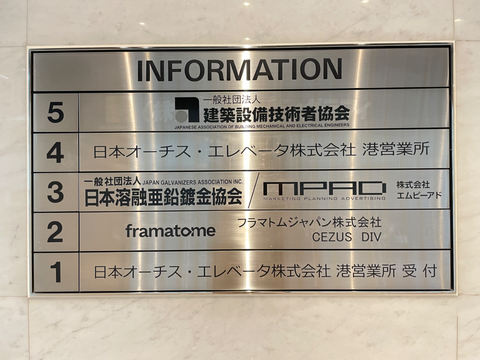 INFORMATION
5
一般社団法人
建築設備技術者協会
JAPANESE ASSOCIATION OF BUILDING MECHANICAL AND ELECTRICAL ENGINEERS
4
日本オーチス・エレベータ株式会社 港営業所
3
一般社団法人 JAPAN GALVANIZERS ASSOCIATION INC.
日本溶融亜鉛鍍金協会
/
MPAD
MARKETING PLANNING ADVERTISING
株式会社
エムピーアド
2
framatome
フラマトムジャパン株式会社
CEZUS DIV
1
日本オーチス・エレベータ株式会社 港営業所 受付